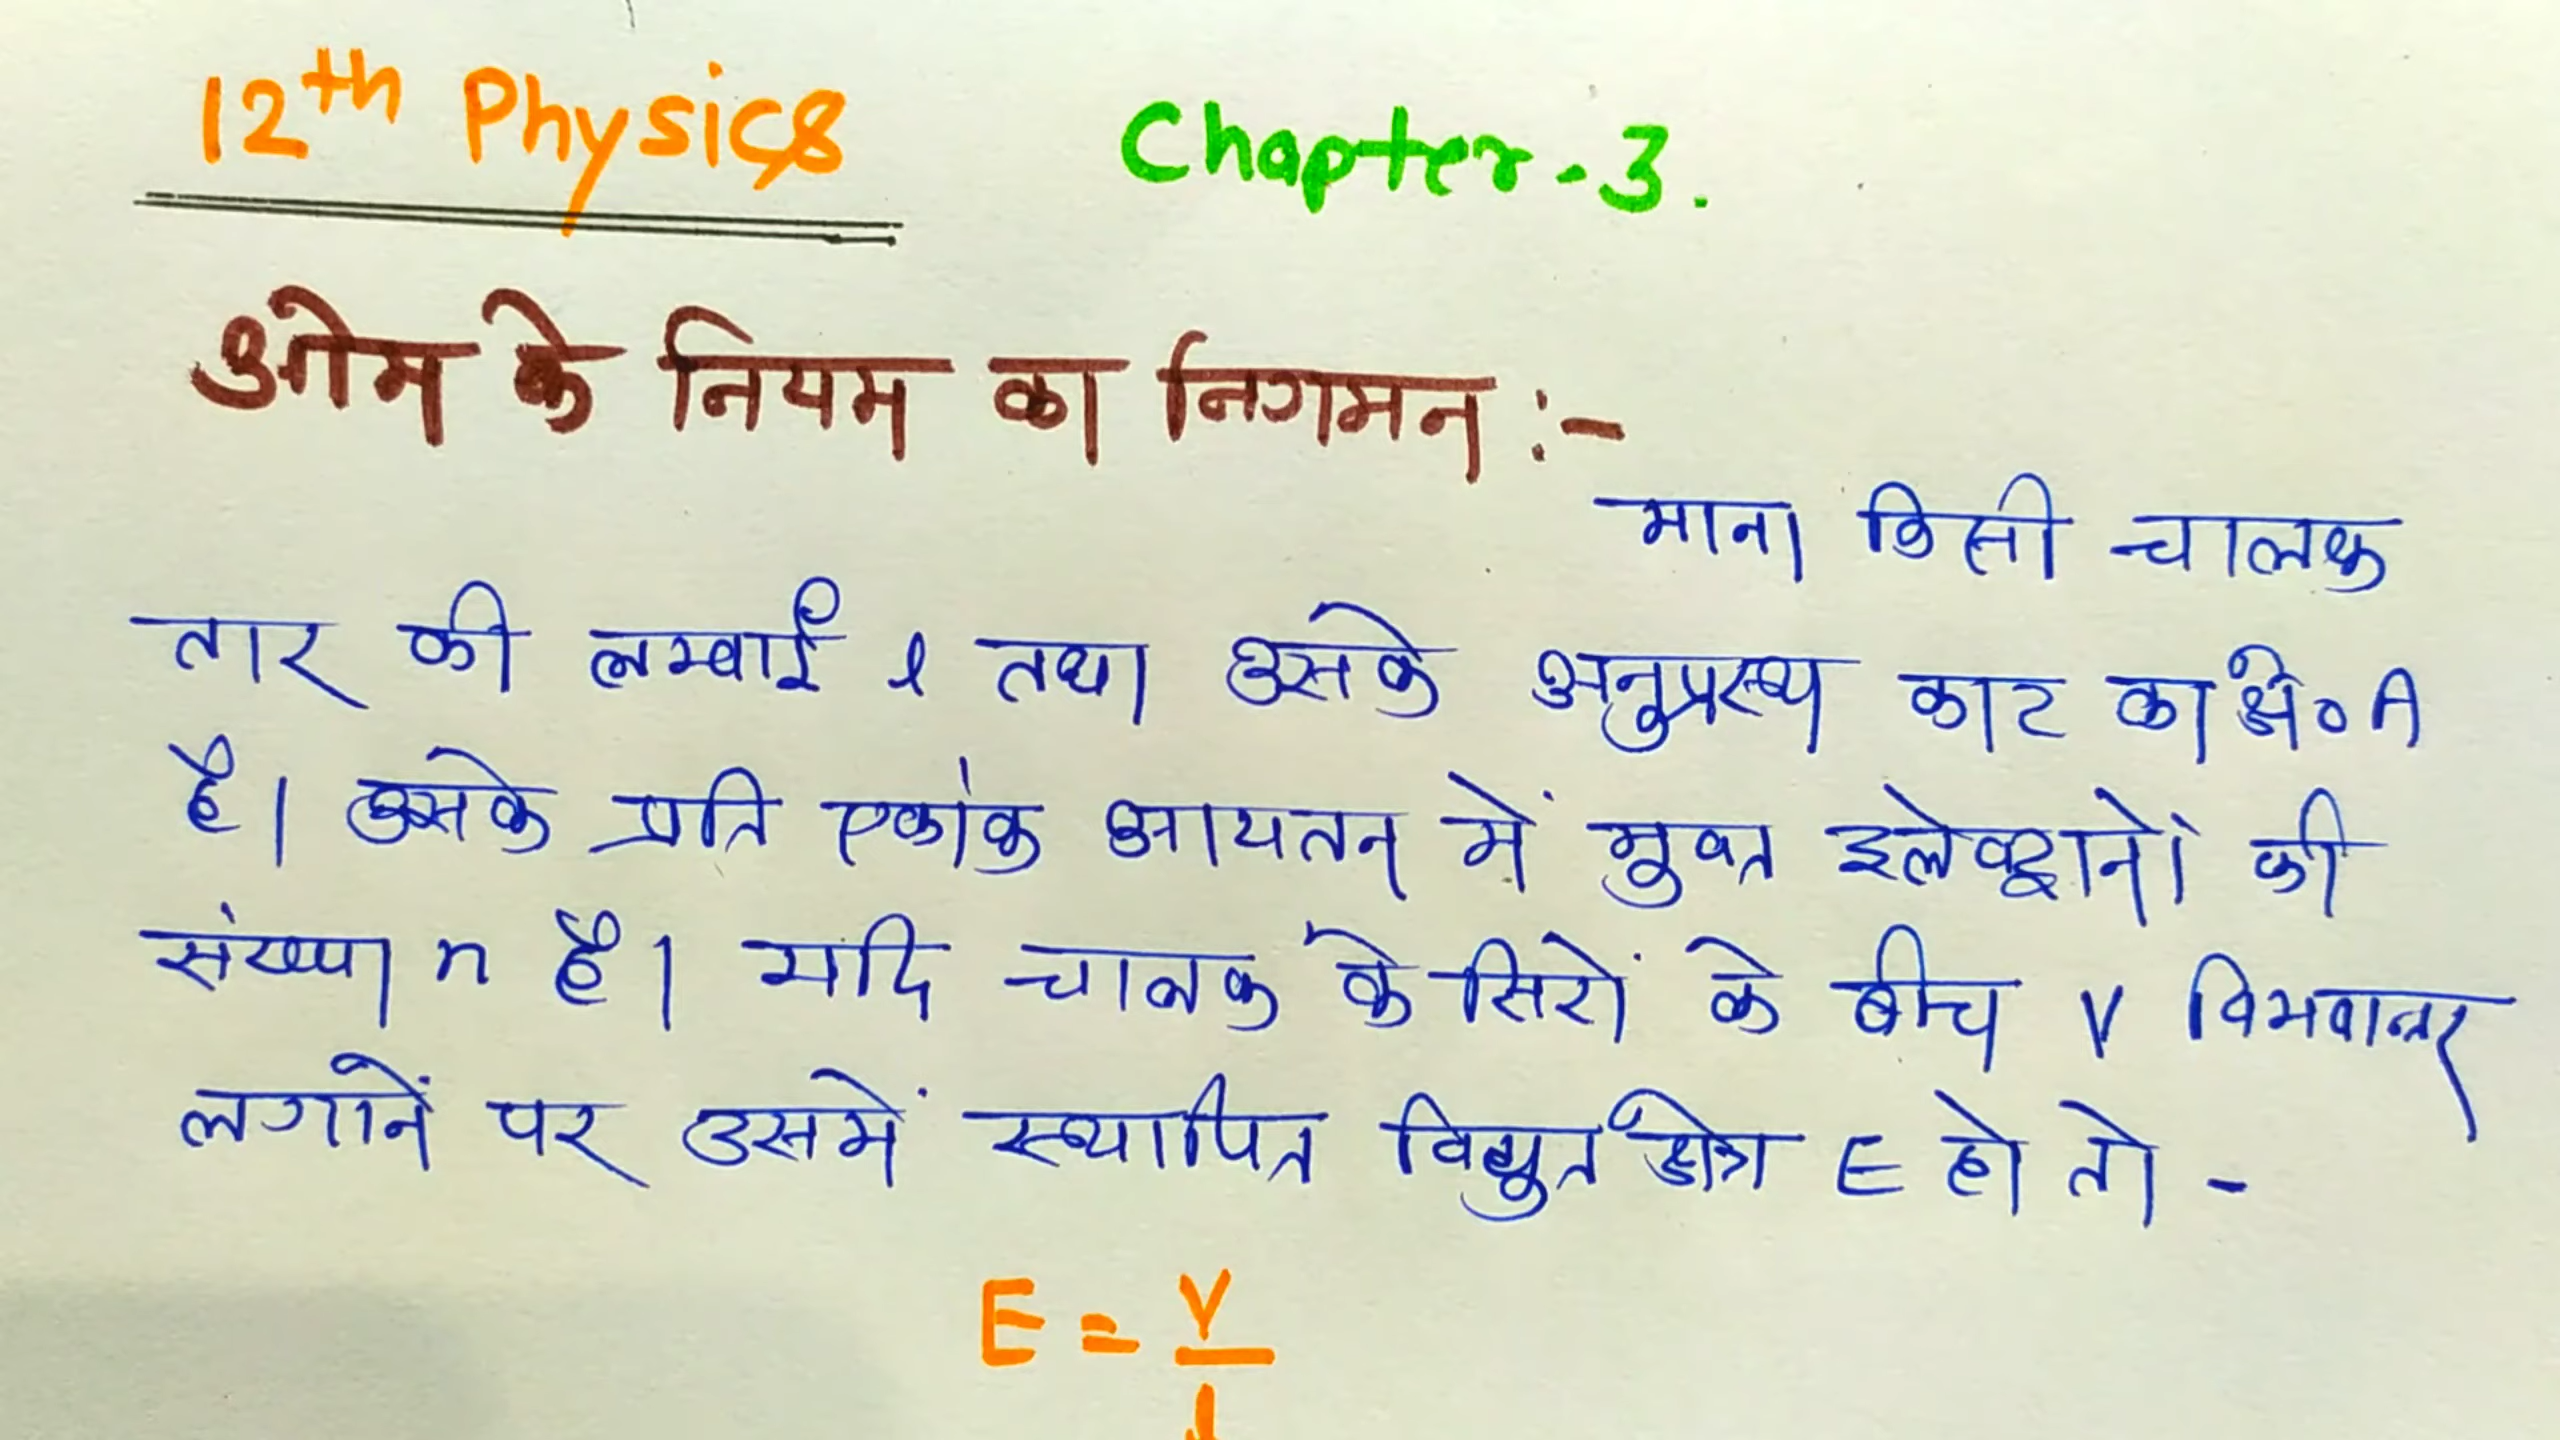 12th Physics Chapter-3.
ओम के नियम का निगमन :-
माना किसी चालक
तार की लम्बाई l तथा उसके अनुप्रस्थ काट का क्षे० A
है। उसके प्रति एकांक आयतन में मुक्त इलेक्ट्रानों की
संख्या n है। यदि चालक के सिरों के बीच V विभवान्तर
लगानें पर उसमें स्थापित विद्युत क्षेत्र E हो तो -
E = V
l